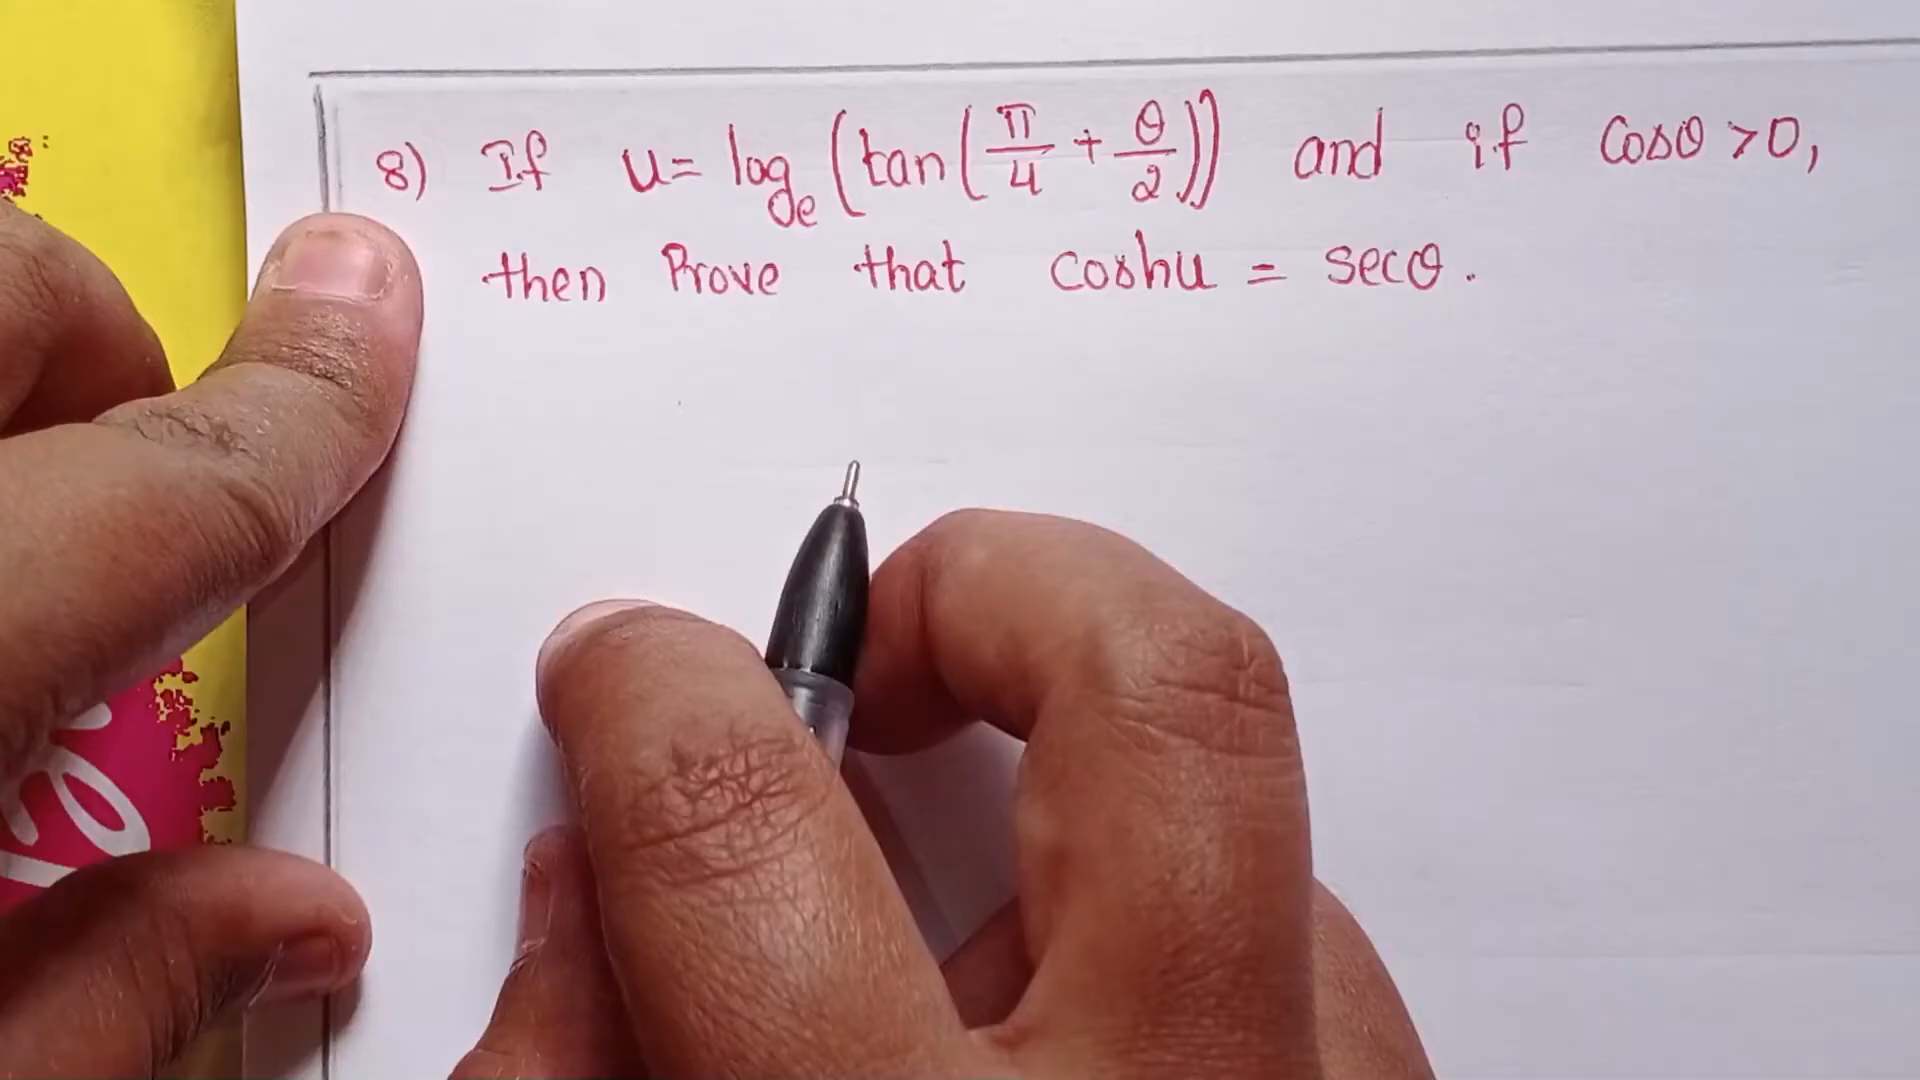 8) If u = log_e (tan(π/4 + θ/2)) and if cosθ > 0,
then Prove that coshu = secθ.